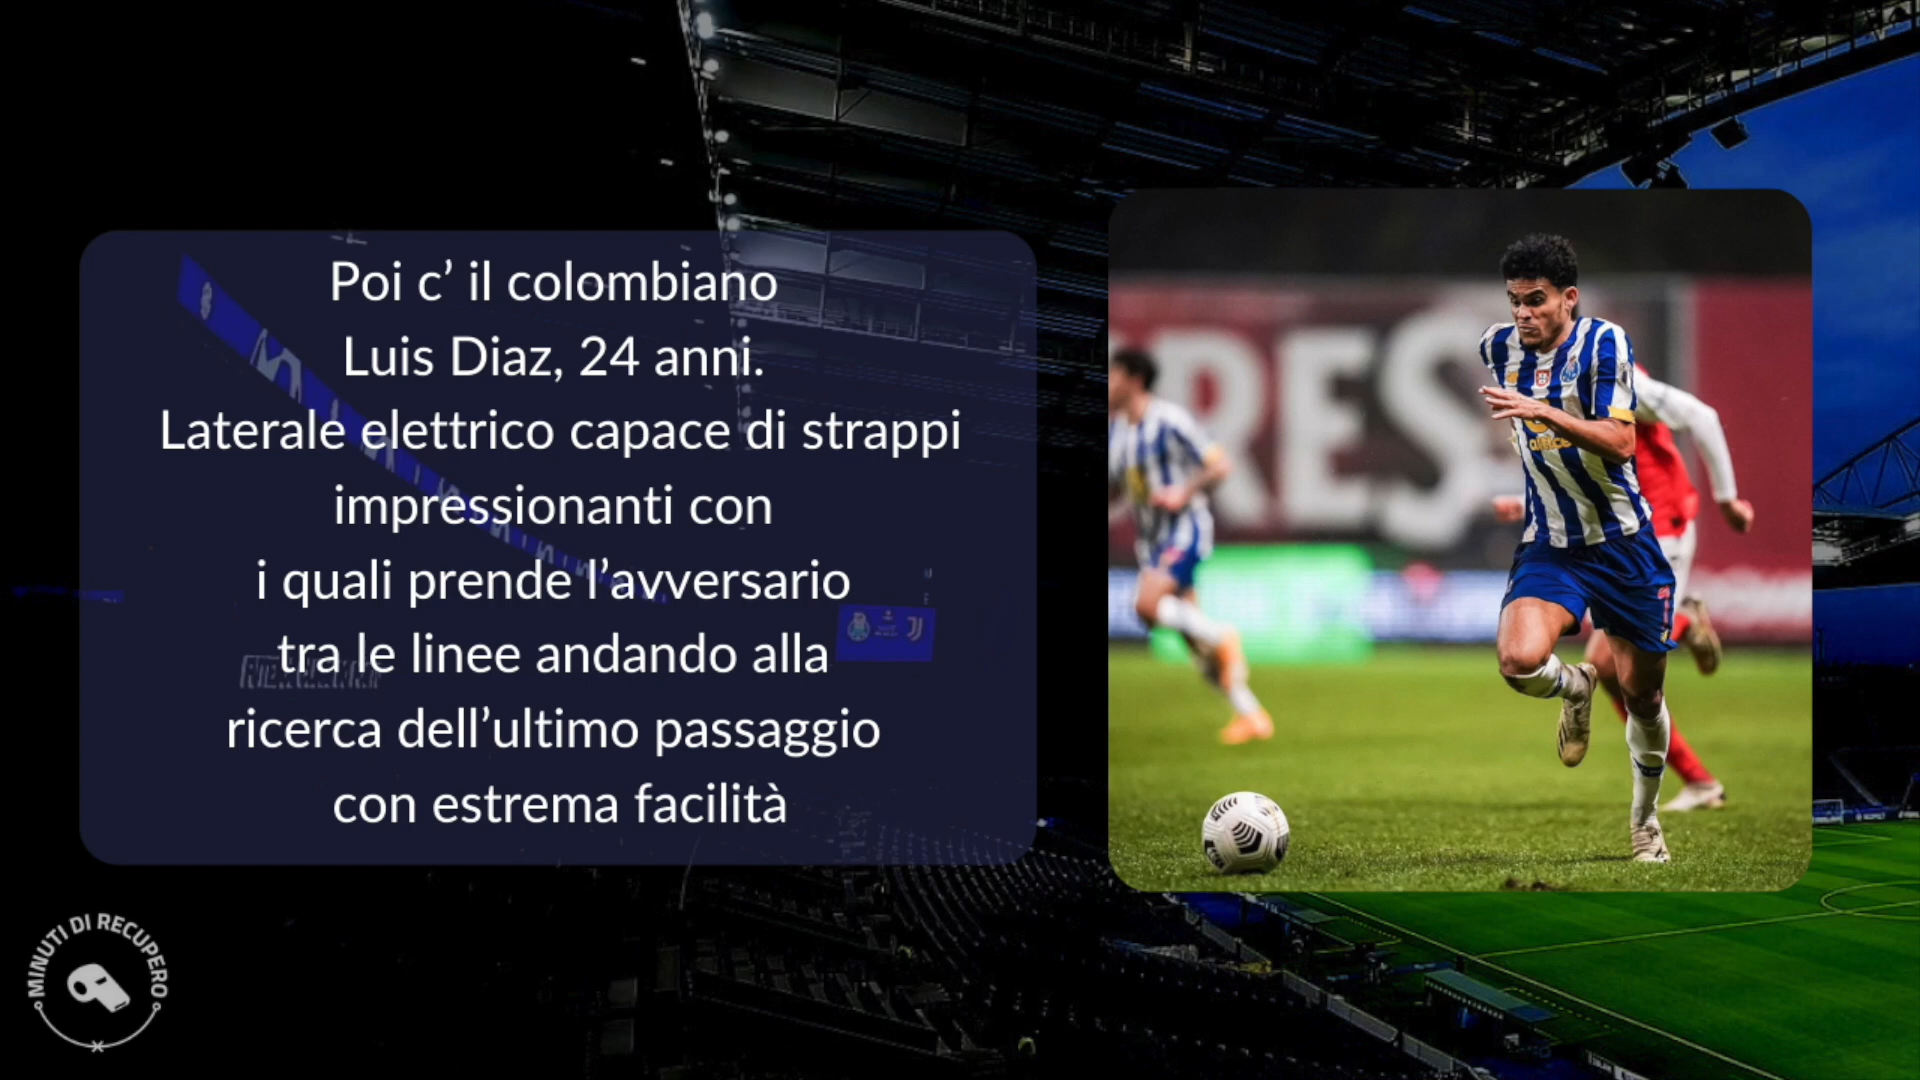 Poi c’ il colombiano
Luis Diaz, 24 anni.
Laterale elettrico capace di strappi
impressionanti con
i quali prende l’avversario
tra le linee andando alla
ricerca dell’ultimo passaggio
con estrema facilità
RES
MINUTI DI RECUPERO